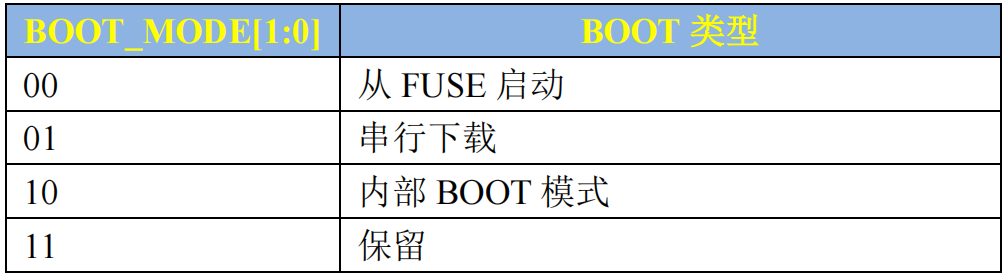 BOOT_MODE[1:0] BOOT 类型
00 从 FUSE 启动
01 串行下载
10 内部 BOOT 模式
11 保留